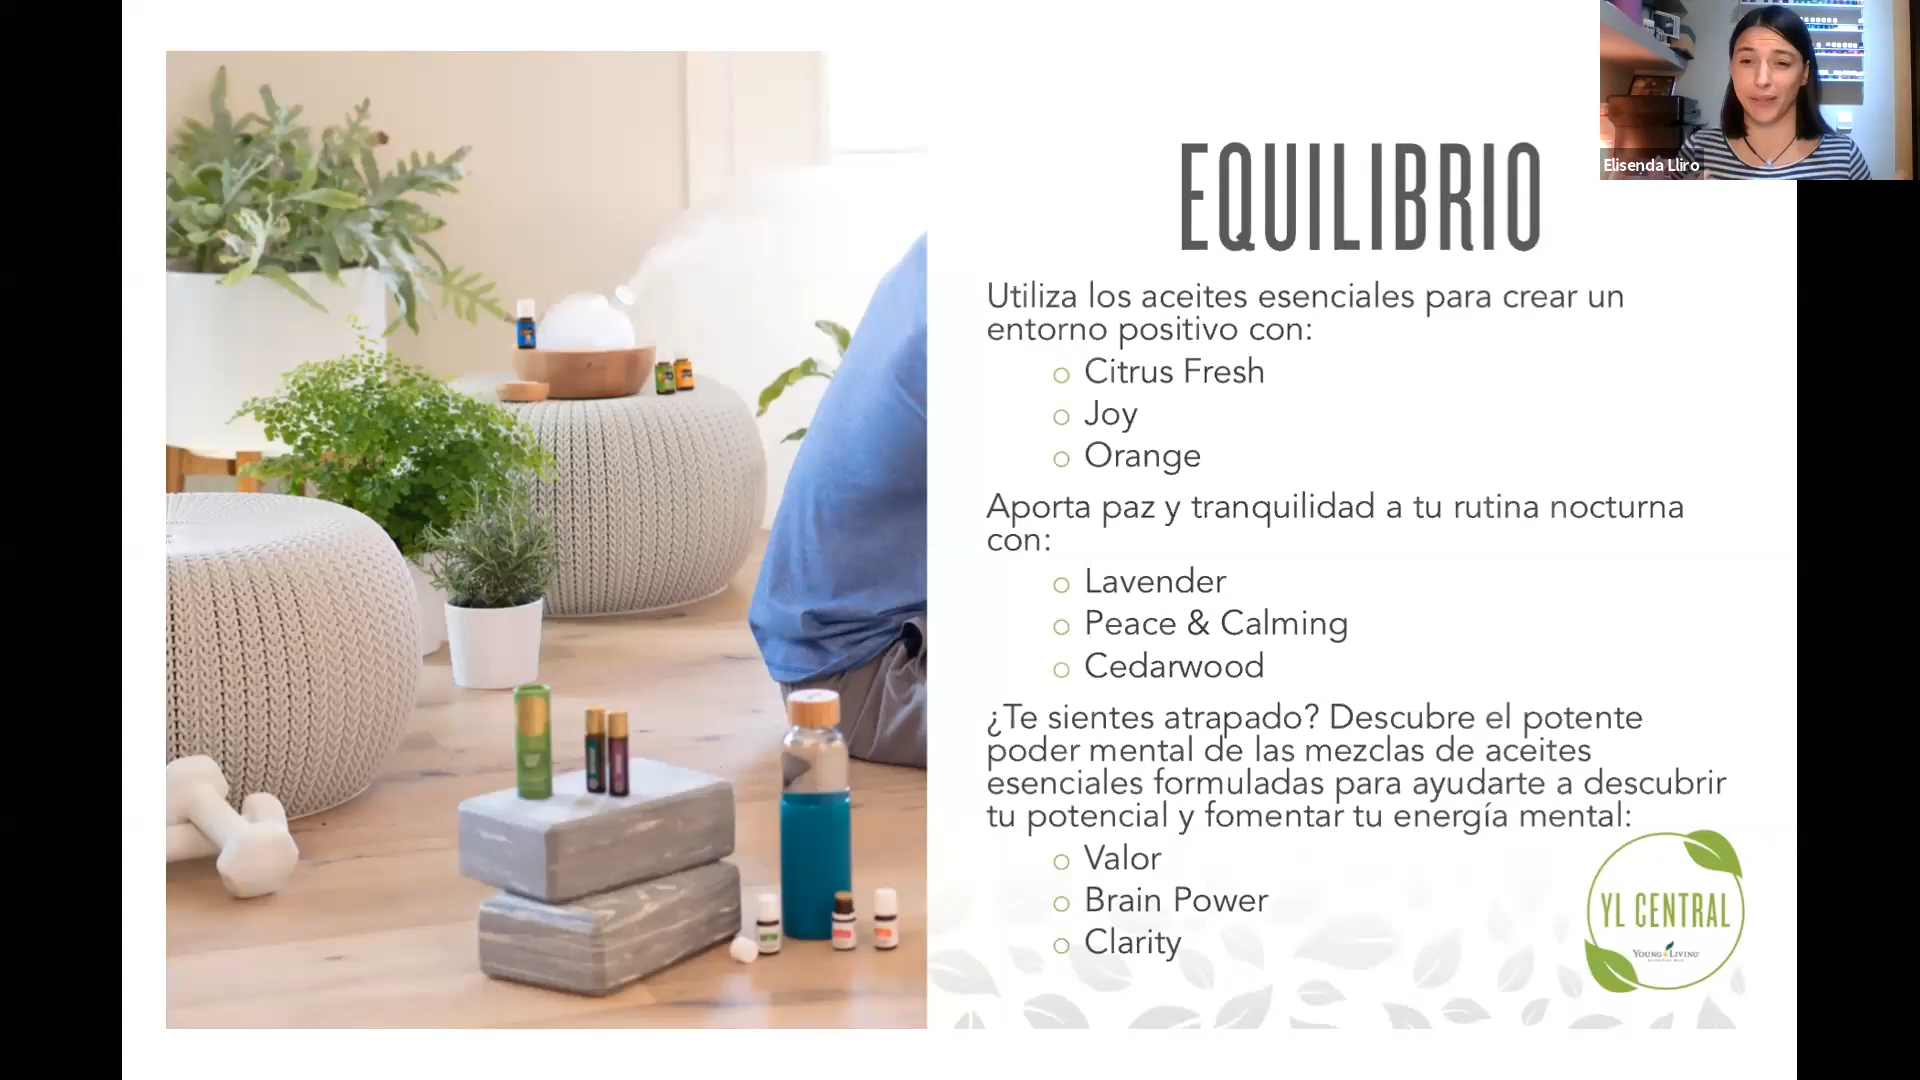 Elisenda Lliro
EQUILIBRIO
Utiliza los aceites esenciales para crear un
entorno positivo con:
Citrus Fresh
Joy
Orange
Aporta paz y tranquilidad a tu rutina nocturna
con:
Lavender
Peace & Calming
Cedarwood
¿Te sientes atrapado? Descubre el potente
poder mental de las mezclas de aceites
esenciales formuladas para ayudarte a descubrir
tu potencial y fomentar tu energía mental:
Valor
Brain Power
Clarity
YL CENTRAL
YOUNG LIVING